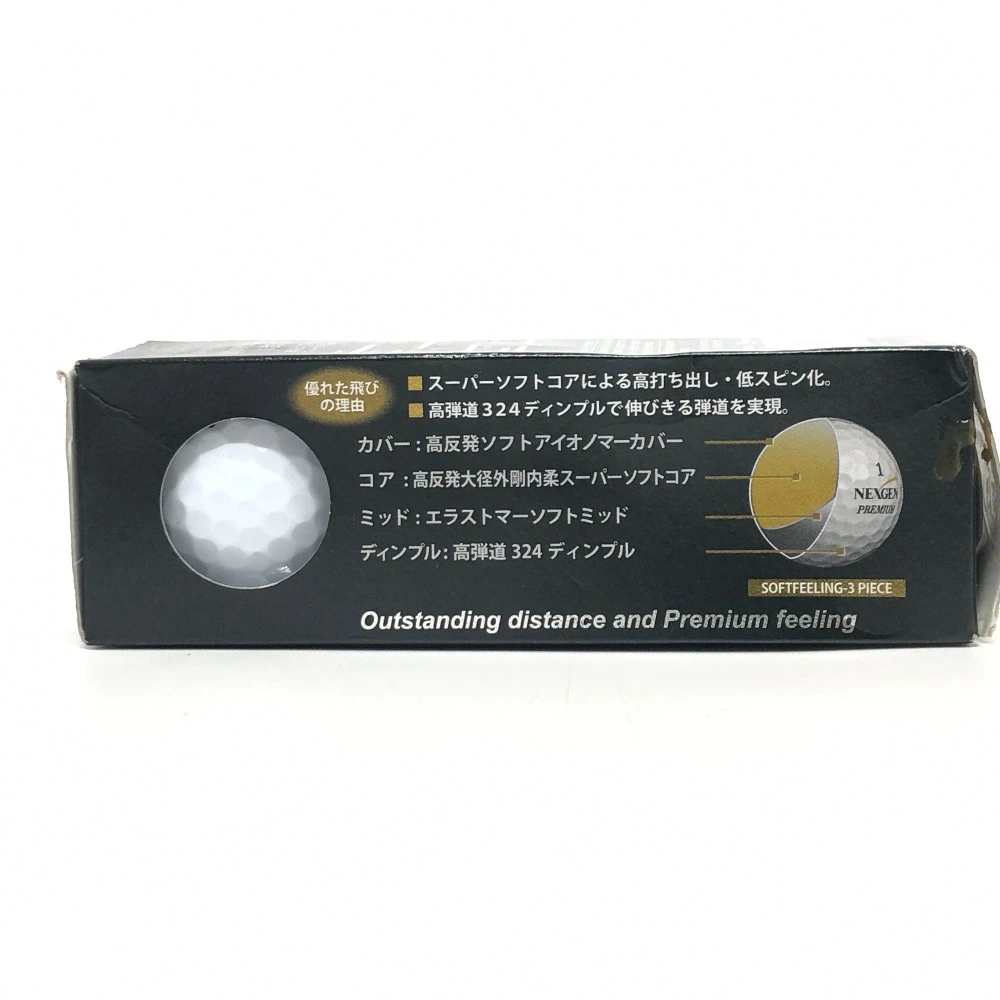 優れた飛び
の理由
■スーパーソフトコアによる高打ち出し・低スピン化。
■高弾道324ディンプルで伸びきる弾道を実現。
カバー:高反発ソフトアイオノマーカバー
コア:高反発大径外剛内柔スーパーソフトコア
ミッド:エラストマーソフトミッド
ディンプル:高弾道 324 ディンプル
1
NEXGEN
PREMIUM
SOFTFEELING-3 PIECE
Outstanding distance and Premium feeling